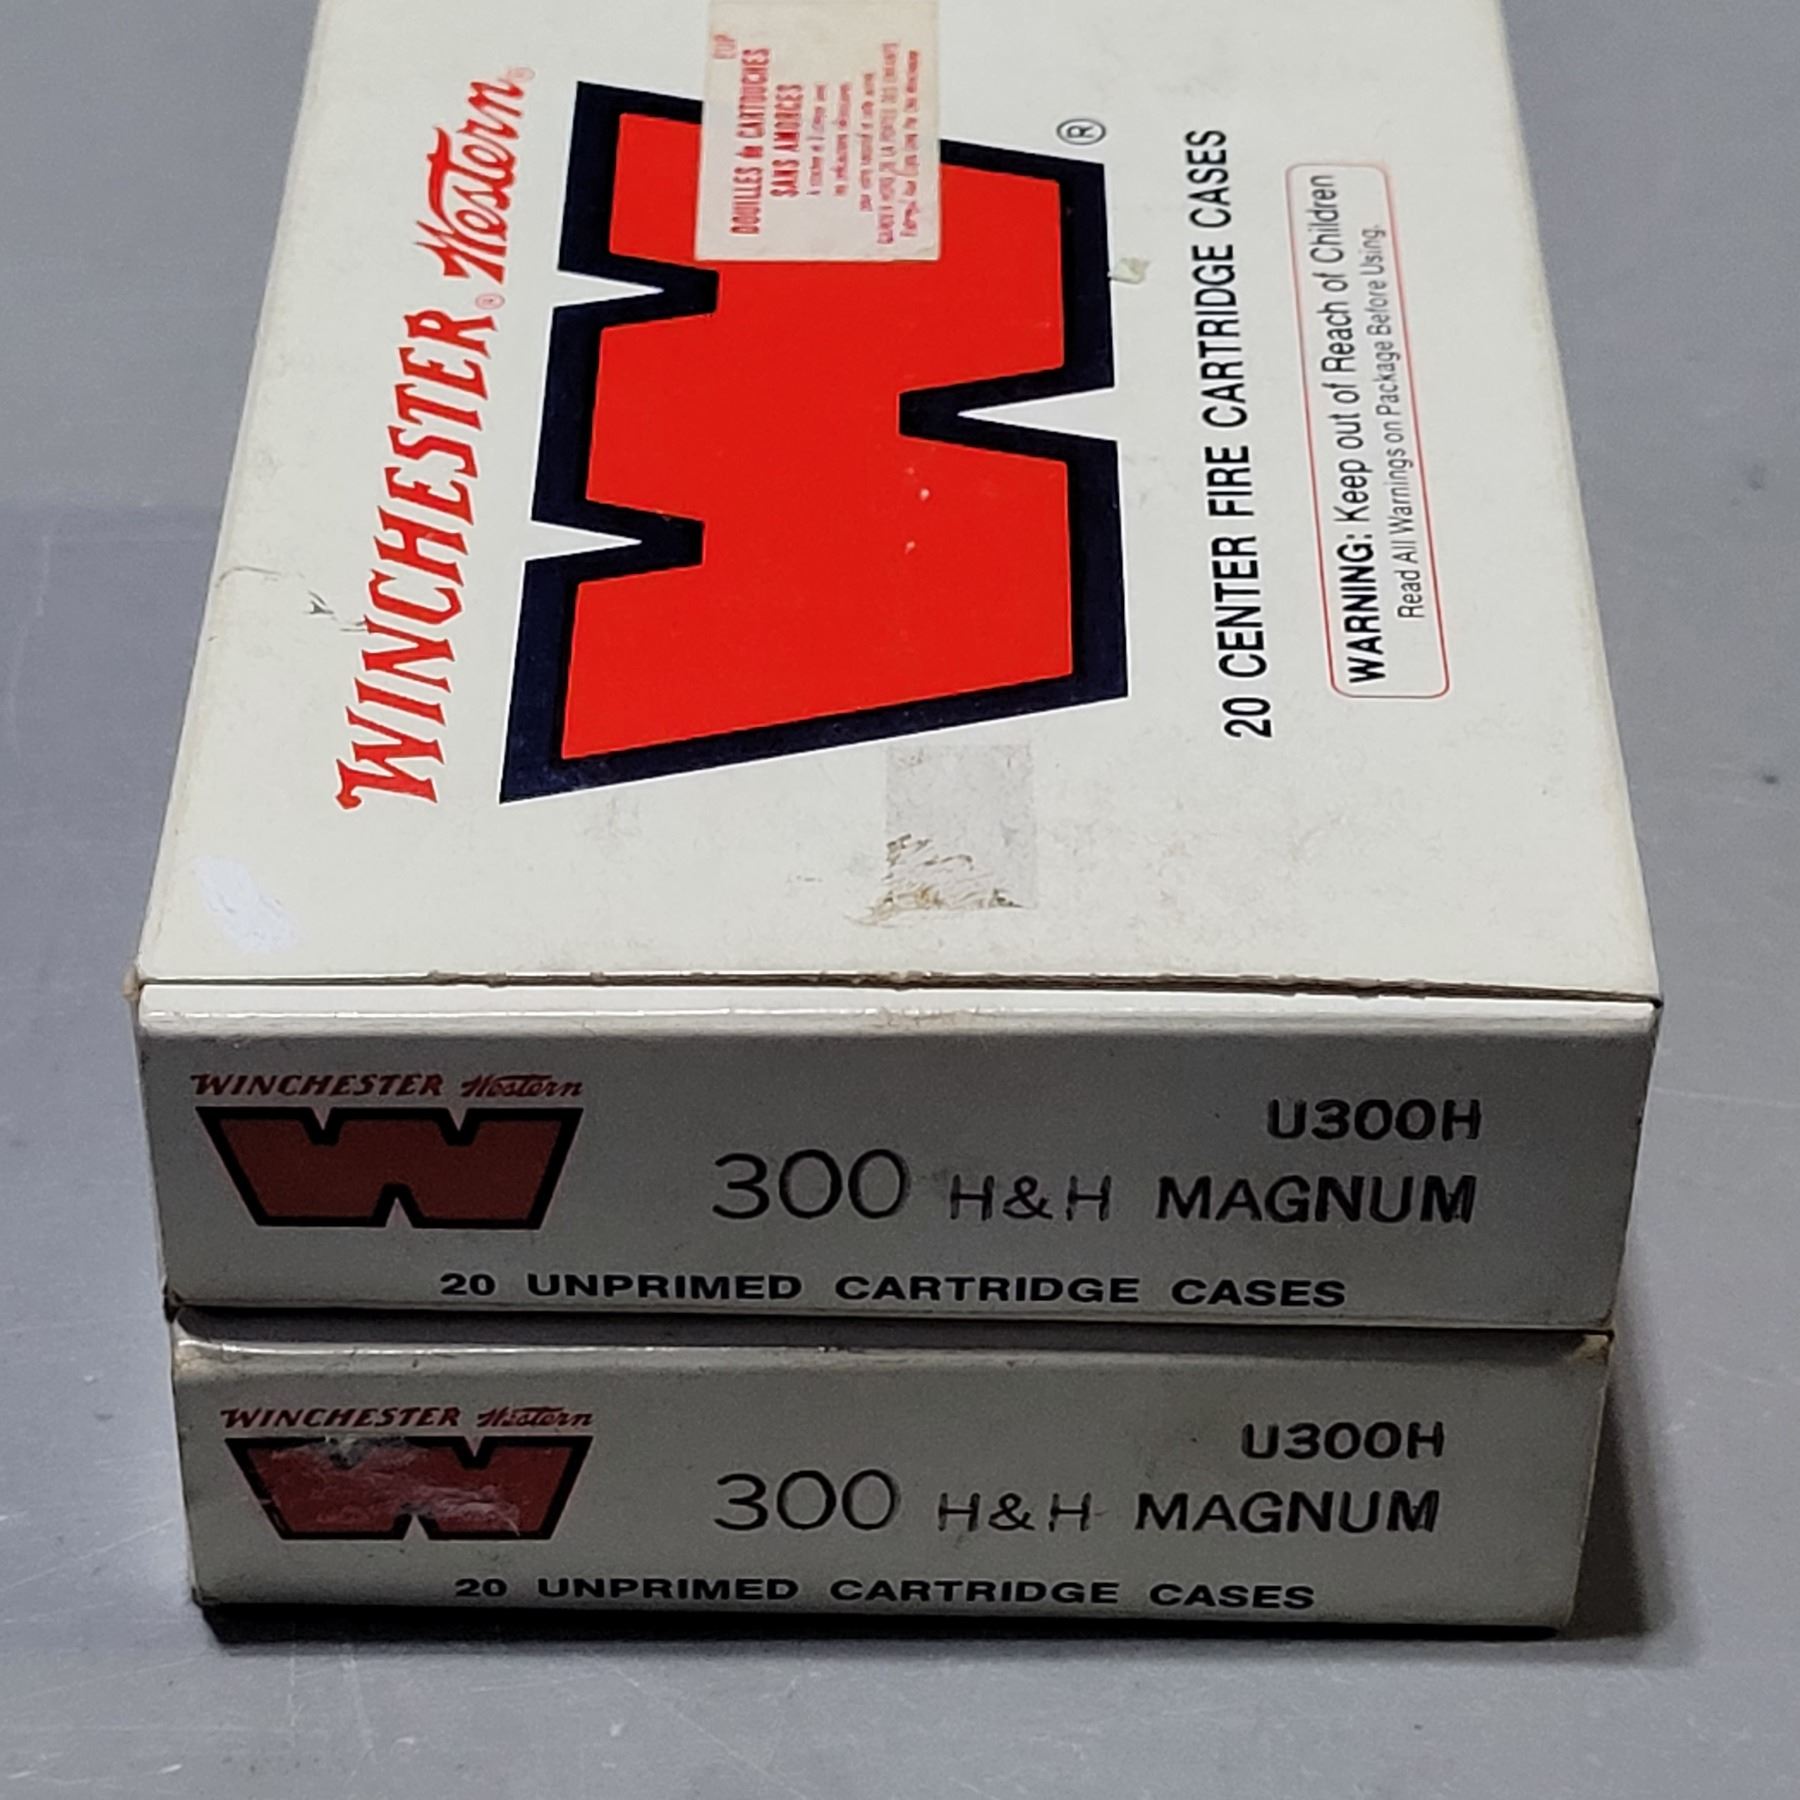 WINCHESTER® Western®
®
20 CENTER FIRE CARTRIDGE CASES
WARNING: Keep out of Reach of Children
Read All Warnings on Package Before Using.
DOUILLES de CARTOUCHES
SANS AMORCES
WINCHESTER Western
U300H
300 H&H MAGNUM
20 UNPRIMED CARTRIDGE CASES
WINCHESTER Western
U300H
300 H&H MAGNUM
20 UNPRIMED CARTRIDGE CASES